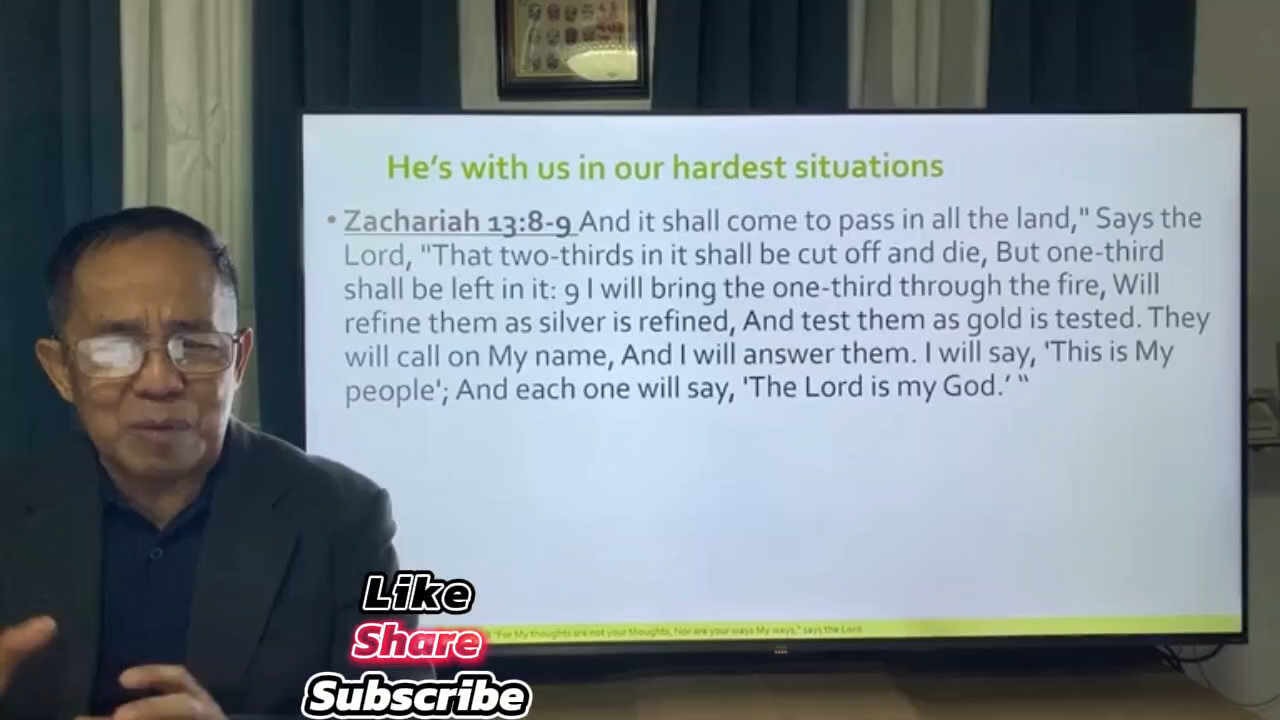 He's with us in our hardest situations
• Zachariah 13:8-9 And it shall come to pass in all the land," Says the
Lord, "That two-thirds in it shall be cut off and die, But one-third
shall be left in it: 9 I will bring the one-third through the fire, Will
refine them as silver is refined, And test them as gold is tested. They
will call on My name, And I will answer them. I will say, 'This is My
people'; And each one will say, 'The Lord is my God.' "
"For My thoughts are not your thoughts, Nor are your ways My ways," says the Lord
Like
Share
Subscribe